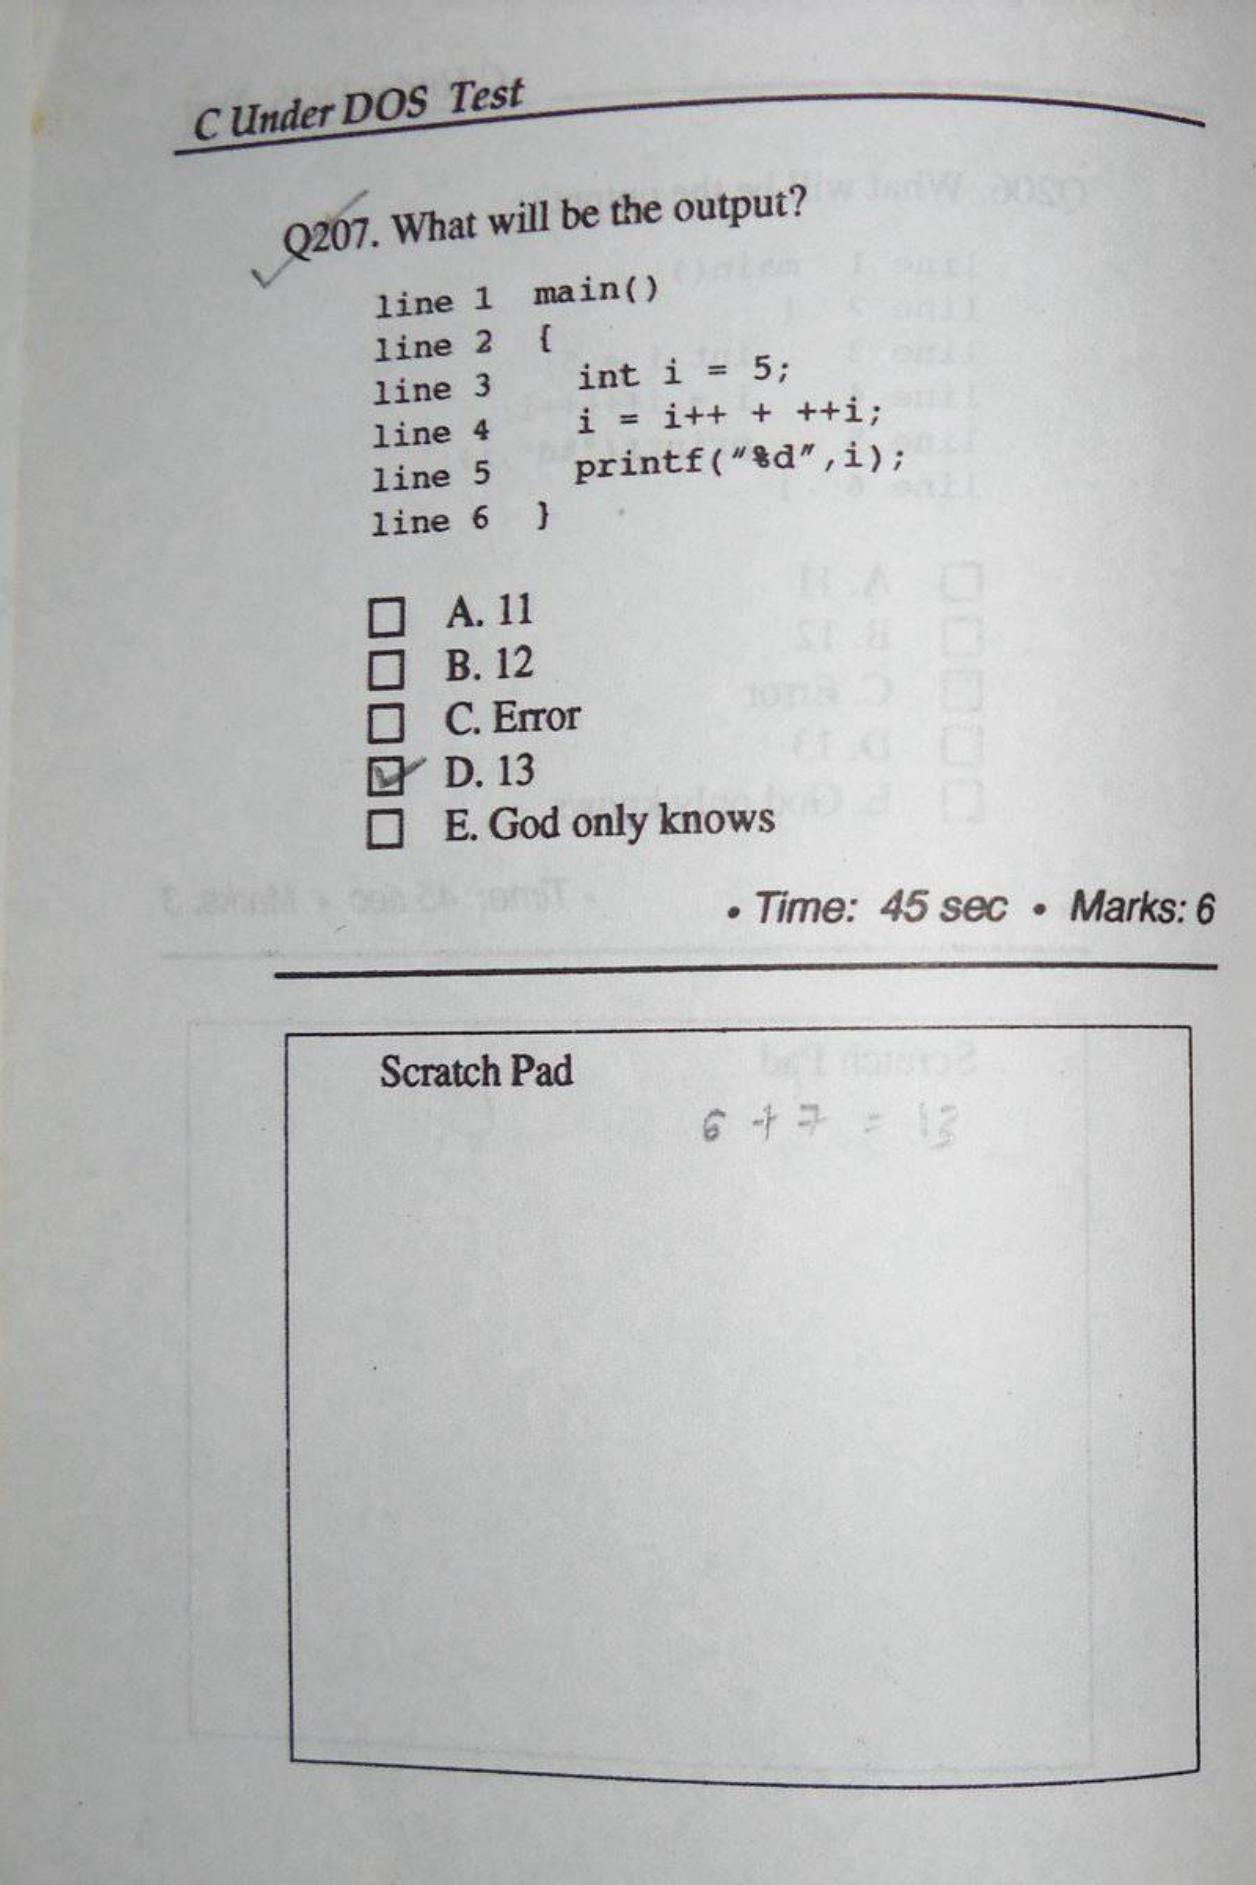 C Under DOS Test
Q207. What will be the output?
line 1 main()
line 2 {
line 3 int i = 5;
line 4 i = i++ + ++i;
line 5 printf("%d",i);
line 6 }
A. 11
B. 12
C. Error
D. 13
E. God only knows
• Time: 45 sec • Marks: 6
Scratch Pad
6 + 7 = 13